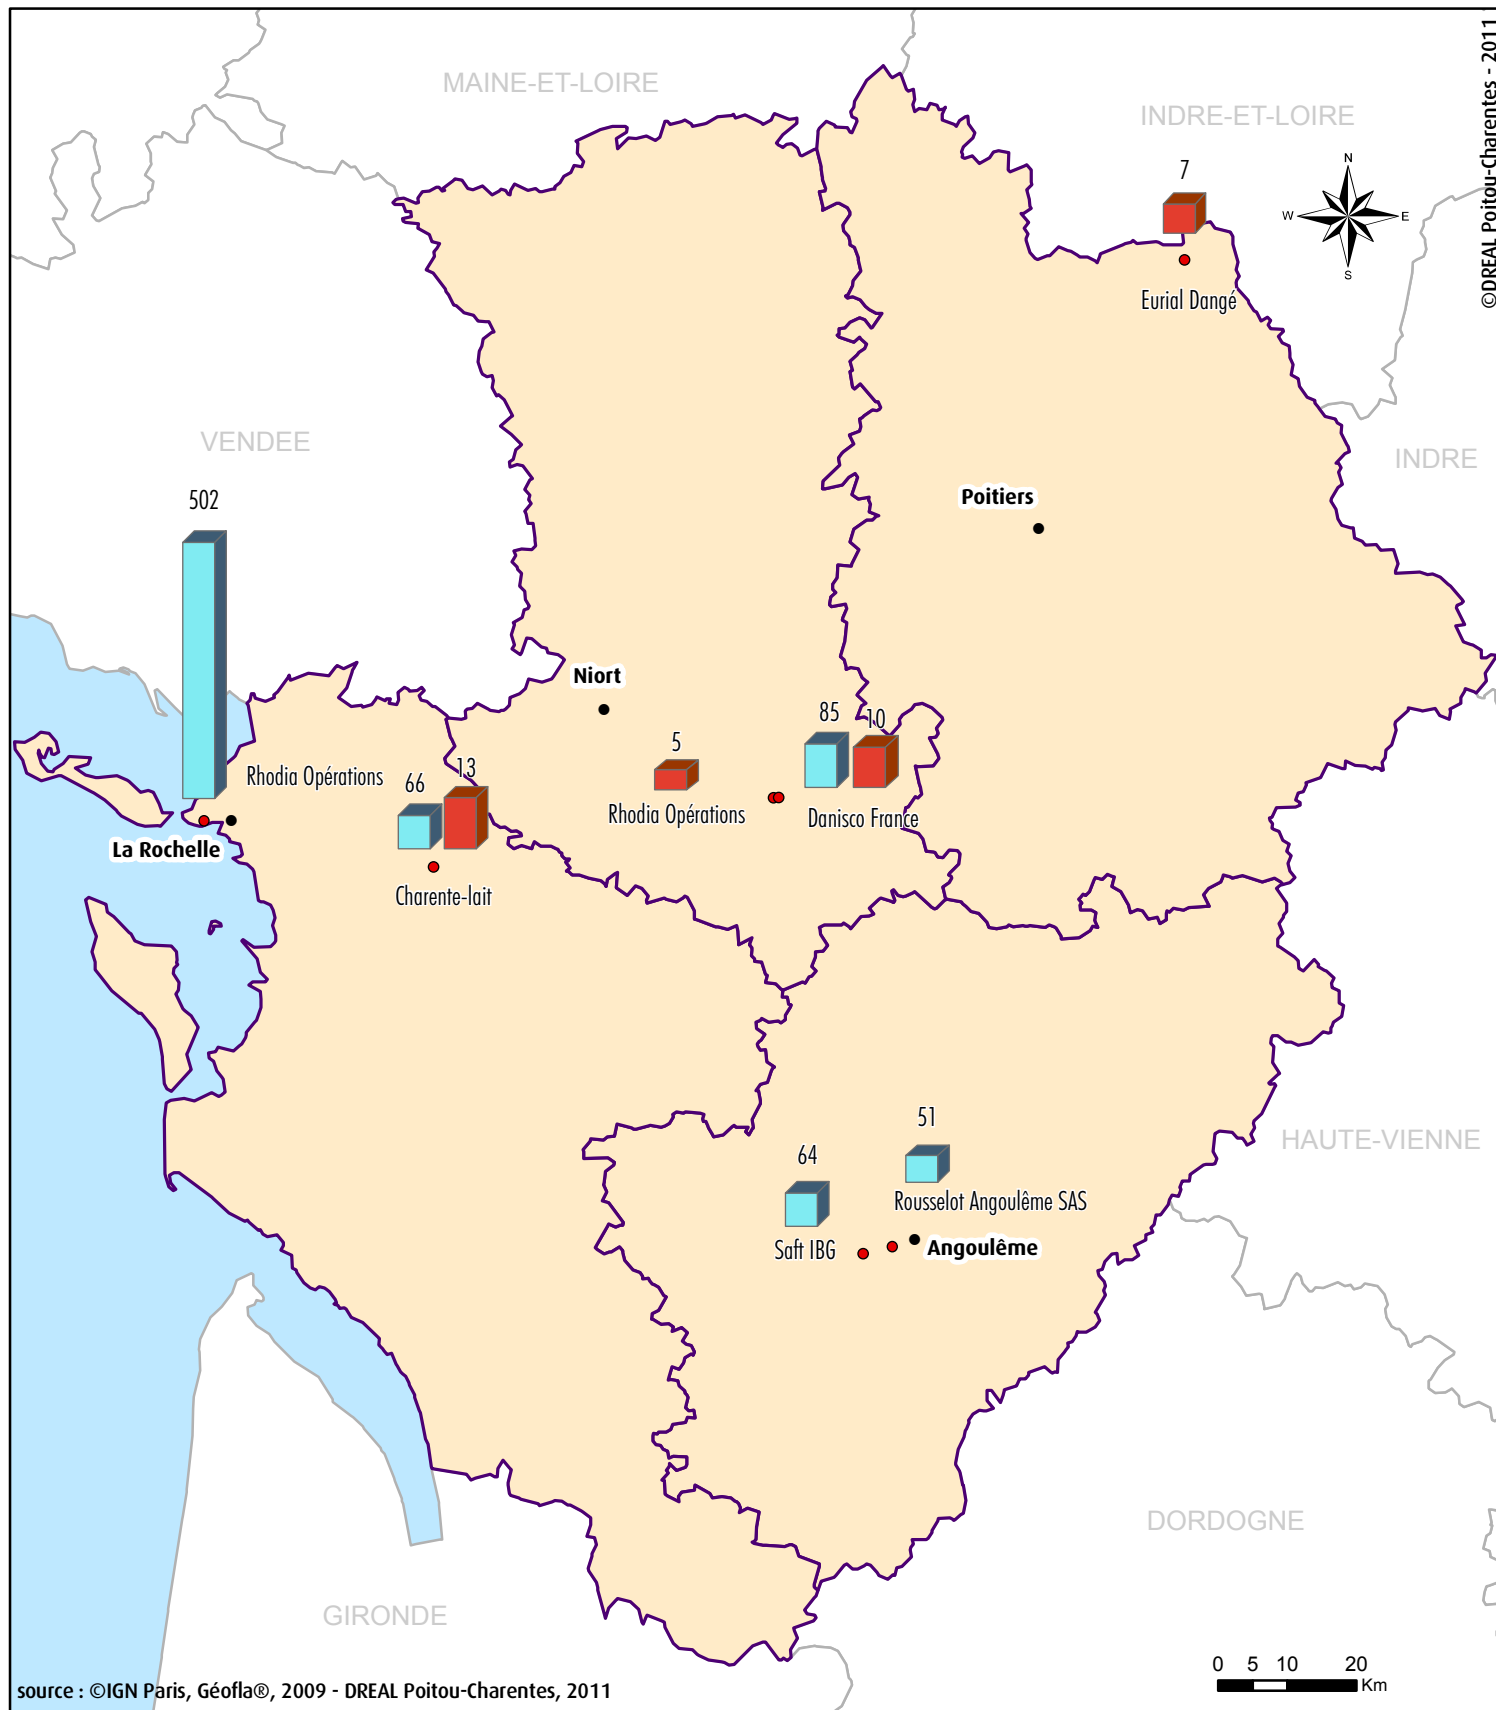 ©DREAL Poitou-Charentes - 2011
MAINE-ET-LOIRE
INDRE-ET-LOIRE
N
W
E
S
7
Eurial Dangé
VENDEE
INDRE
502
Poitiers
Niort
85
10
5
Rhodia Opérations
66
13
Rhodia Opérations
Danisco France
La Rochelle
Charente-lait
51
64
HAUTE-VIENNE
Rousselot Angoulême SAS
Saft IBG
Angoulême
DORDOGNE
GIRONDE
0 5 10 20
Km
source : ©IGN Paris, Géofla®, 2009 - DREAL Poitou-Charentes, 2011